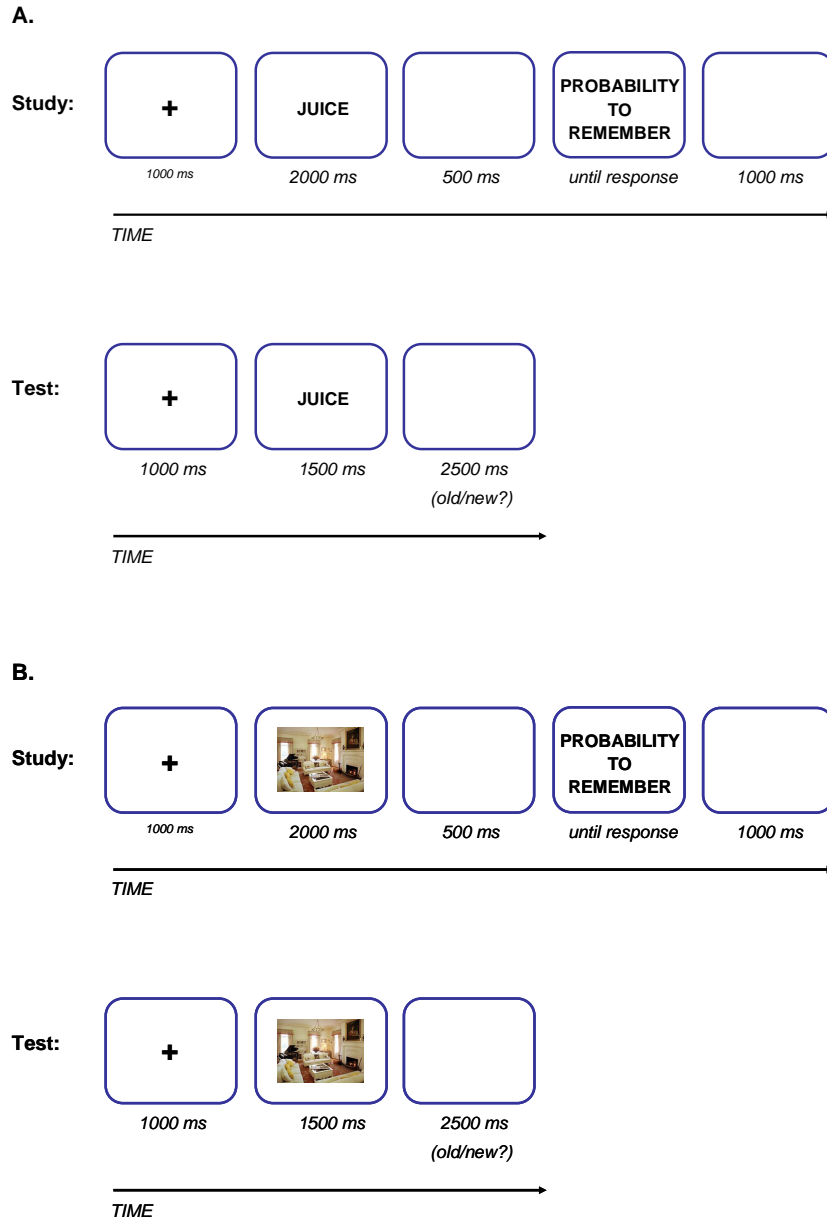 A.
Study:
+
JUICE
PROBABILITY
TO
REMEMBER
1000 ms
2000 ms
500 ms
until response
1000 ms
TIME
Test:
+
JUICE
1000 ms
1500 ms
2500 ms
(old/new?)
TIME
B.
Study:
+
PROBABILITY
TO
REMEMBER
1000 ms
2000 ms
500 ms
until response
1000 ms
TIME
Test:
+
1000 ms
1500 ms
2500 ms
(old/new?)
TIME